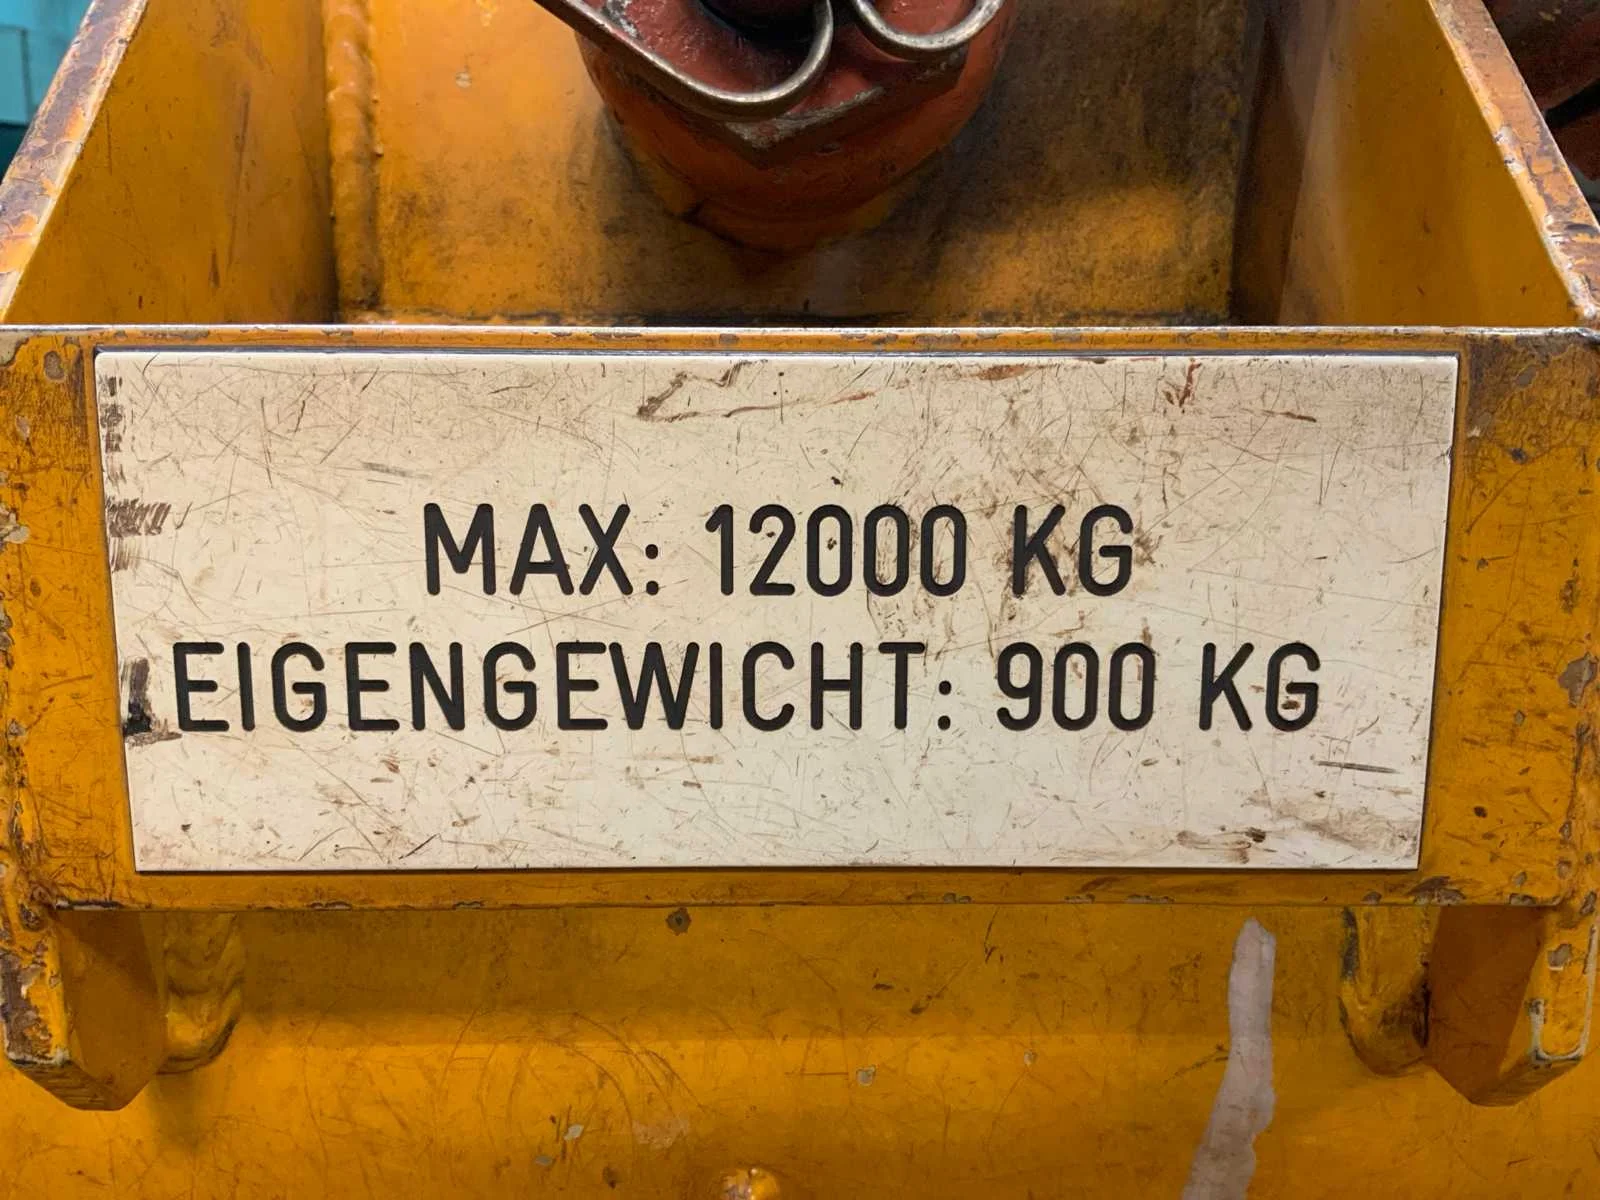 MAX: 12000 KG
EIGENGEWICHT: 900 KG